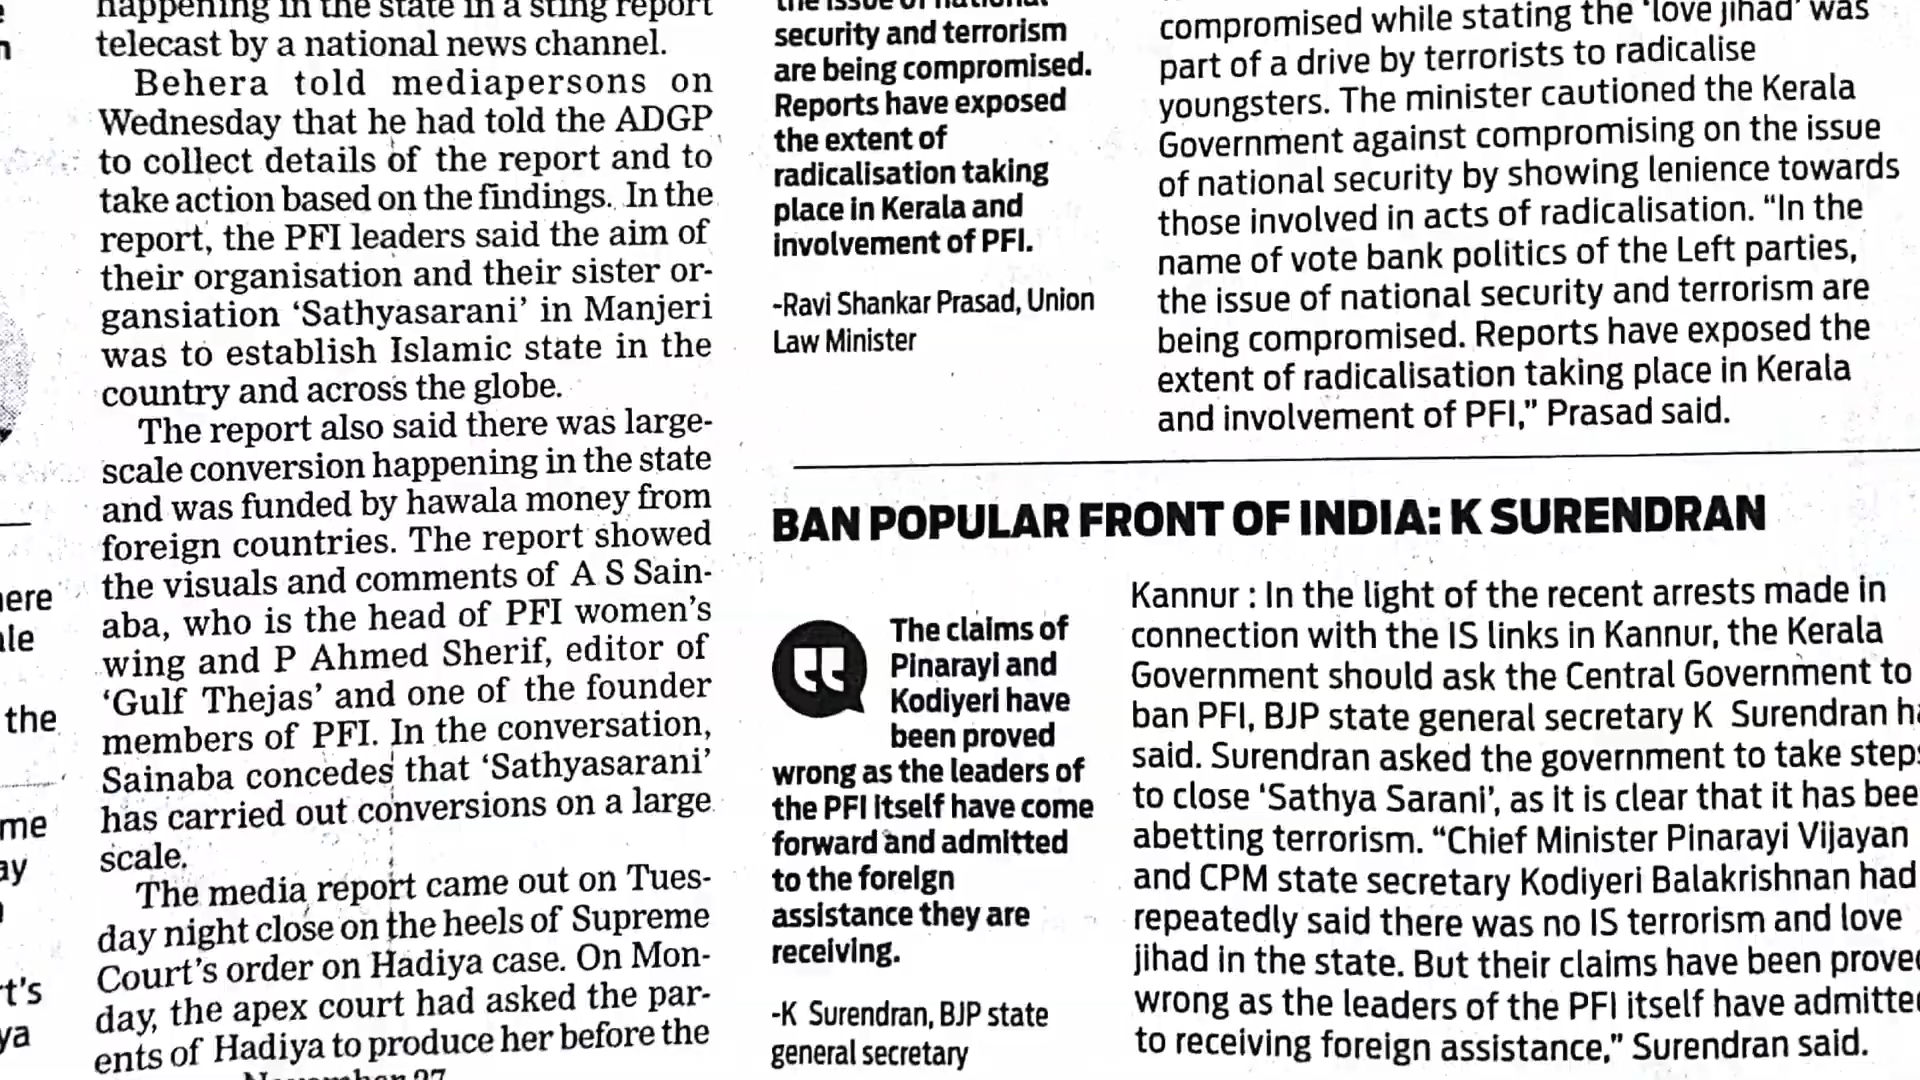 happening in the state in a sting report
telecast by a national news channel.
Behera told mediapersons on
Wednesday that he had told the ADGP
to collect details of the report and to
take action based on the findings. In the
report, the PFI leaders said the aim of
their organisation and their sister or-
gansiation ‘Sathyasarani’ in Manjeri
was to establish Islamic state in the
country and across the globe.
The report also said there was large-
scale conversion happening in the state
and was funded by hawala money from
foreign countries. The report showed
the visuals and comments of A S Sain-
aba, who is the head of PFI women’s
wing and P Ahmed Sherif, editor of
‘Gulf Thejas’ and one of the founder
members of PFI. In the conversation,
Sainaba concedes that ‘Sathyasarani’
has carried out conversions on a large
scale.
The media report came out on Tues-
day night close on the heels of Supreme
Court’s order on Hadiya case. On Mon-
day, the apex court had asked the par-
ents of Hadiya to produce her before the
November 27
the issue of national
security and terrorism
are being compromised.
Reports have exposed
the extent of
radicalisation taking
place in Kerala and
involvement of PFI.
-Ravi Shankar Prasad, Union
Law Minister
compromised while stating the ‘love jihad’ was
part of a drive by terrorists to radicalise
youngsters. The minister cautioned the Kerala
Government against compromising on the issue
of national security by showing lenience towards
those involved in acts of radicalisation. “In the
name of vote bank politics of the Left parties,
the issue of national security and terrorism are
being compromised. Reports have exposed the
extent of radicalisation taking place in Kerala
and involvement of PFI,” Prasad said.
BAN POPULAR FRONT OF INDIA: K SURENDRAN
The claims of
Pinarayi and
Kodiyeri have
been proved
wrong as the leaders of
the PFI itself have come
forward and admitted
to the foreign
assistance they are
receiving.
-K Surendran, BJP state
general secretary
Kannur : In the light of the recent arrests made in
connection with the IS links in Kannur, the Kerala
Government should ask the Central Government to
ban PFI, BJP state general secretary K Surendran ha
said. Surendran asked the government to take steps
to close ‘Sathya Sarani’, as it is clear that it has bee
abetting terrorism. “Chief Minister Pinarayi Vijayan
and CPM state secretary Kodiyeri Balakrishnan had
repeatedly said there was no IS terrorism and love
jihad in the state. But their claims have been prove
wrong as the leaders of the PFI itself have admitte
to receiving foreign assistance,” Surendran said.
the
me